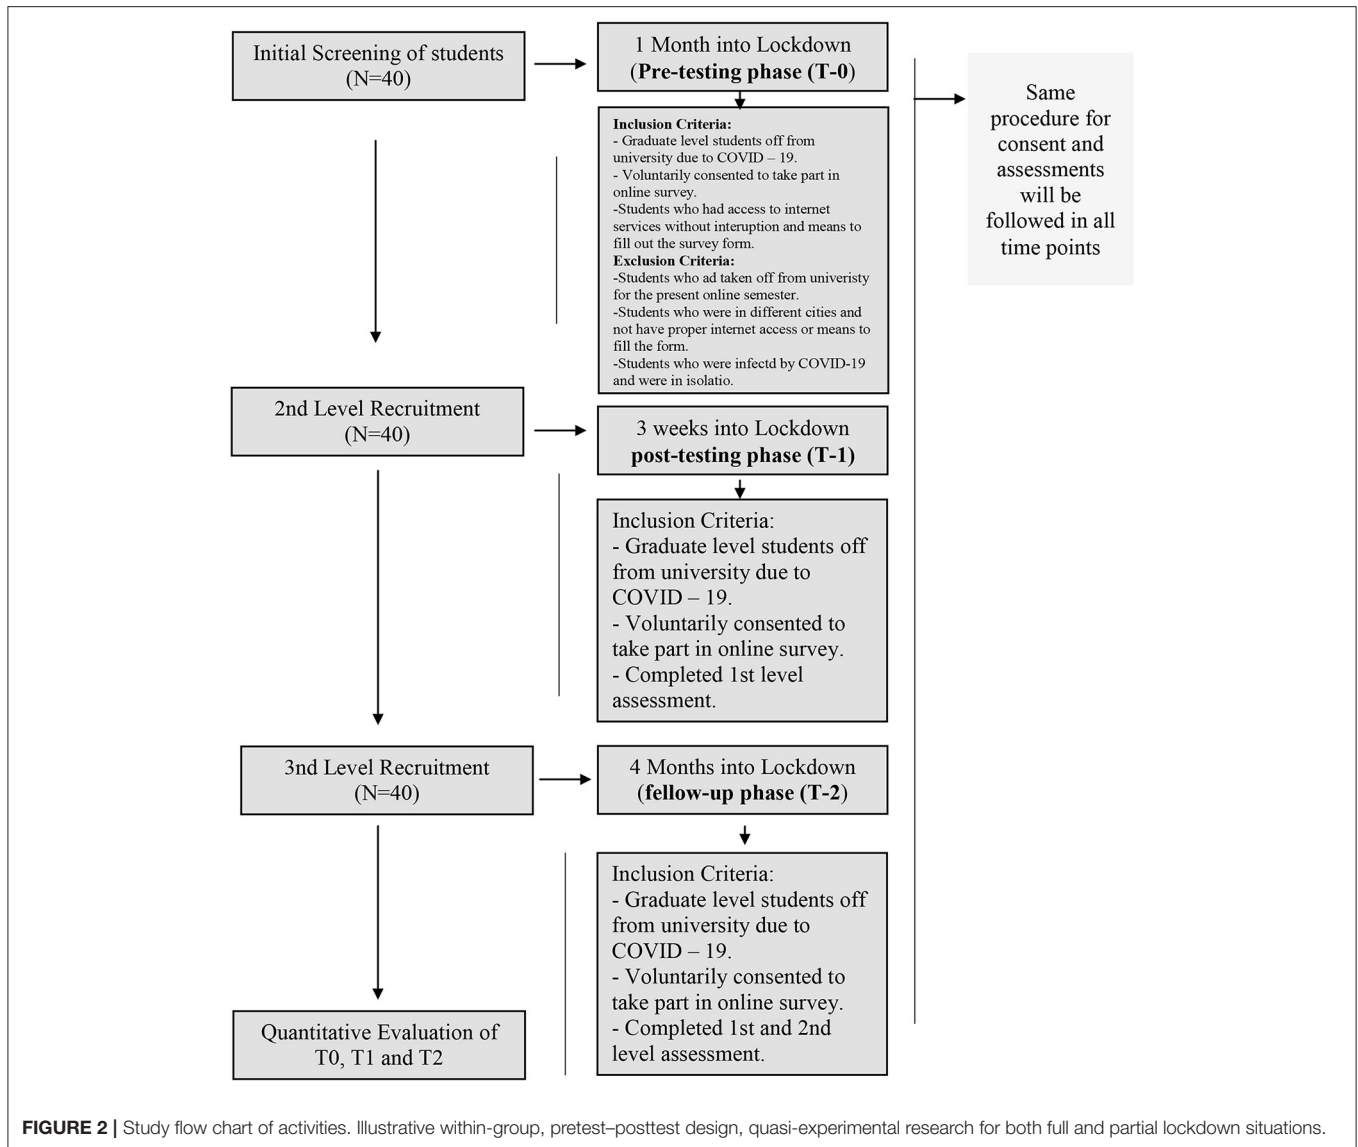 Initial Screening of students
(N=40)
1 Month into Lockdown
(Pre-testing phase (T-0)
Same
procedure for
consent and
assessments
will be
followed in all
time points
Inclusion Criteria:
- Graduate level students off from
university due to COVID – 19.
- Voluntarily consented to take part in
online survey.
-Students who had access to internet
services without interuption and means to
fill out the survey form.
Exclusion Criteria:
-Students who ad taken off from univeristy
for the present online semester.
-Students who were in different cities and
not have proper internet access or means to
fill the form.
-Students who were infectd by COVID-19
and were in isolatio.
2nd Level Recruitment
(N=40)
3 weeks into Lockdown
post-testing phase (T-1)
Inclusion Criteria:
- Graduate level students off
from university due to
COVID – 19.
- Voluntarily consented to
take part in online survey.
- Completed 1st level
assessment.
3nd Level Recruitment
(N=40)
4 Months into Lockdown
(fellow-up phase (T-2)
Inclusion Criteria:
- Graduate level students off
from university due to
COVID – 19.
- Voluntarily consented to
take part in online survey.
- Completed 1st and 2nd
level assessment.
Quantitative Evaluation of
T0, T1 and T2
FIGURE 2 | Study flow chart of activities. Illustrative within-group, pretest–posttest design, quasi-experimental research for both full and partial lockdown situations.